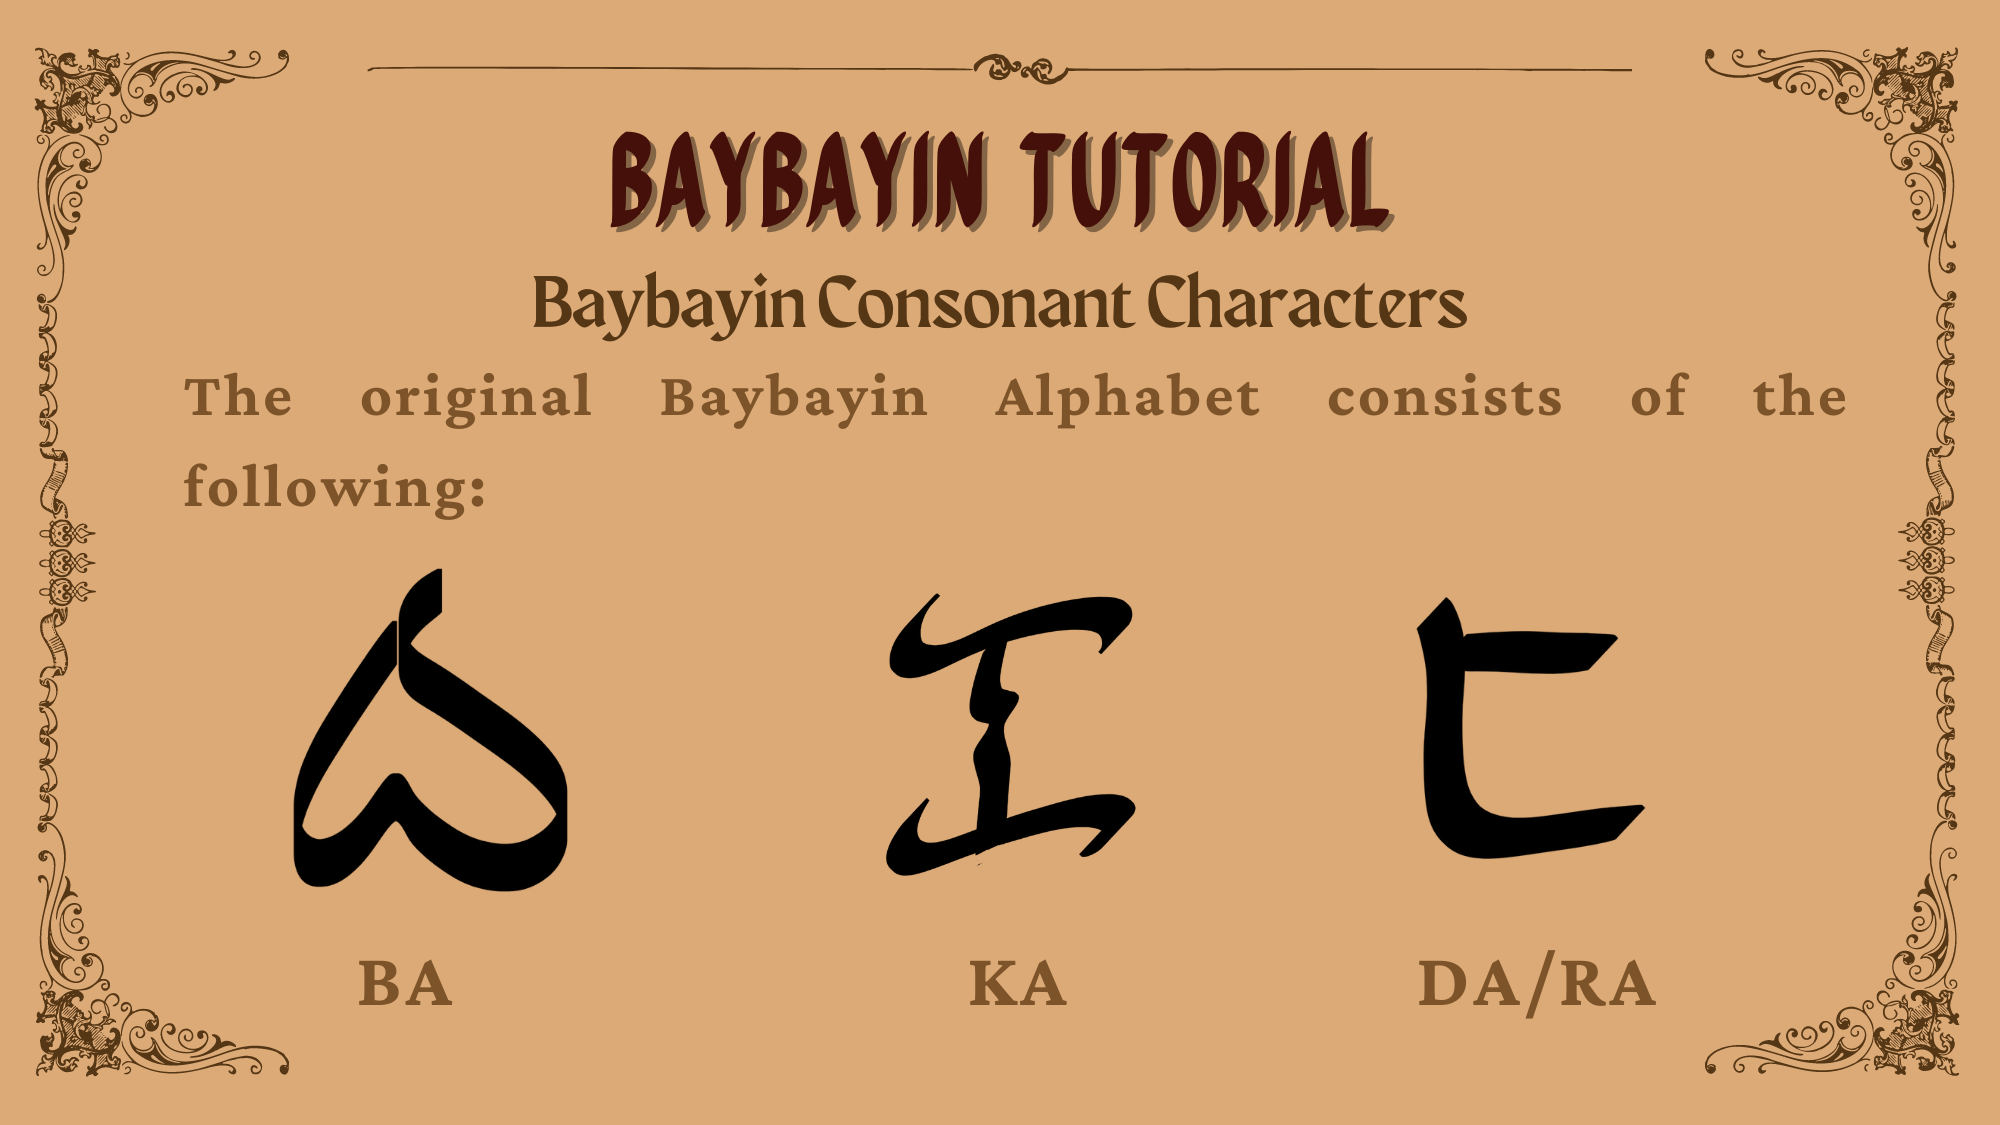 BAYBAYIN TUTORIAL
Baybayin Consonant Characters
The original Baybayin Alphabet consists of the
following:
ᜊ ᜃ ᜇ
BA KA DA/RA